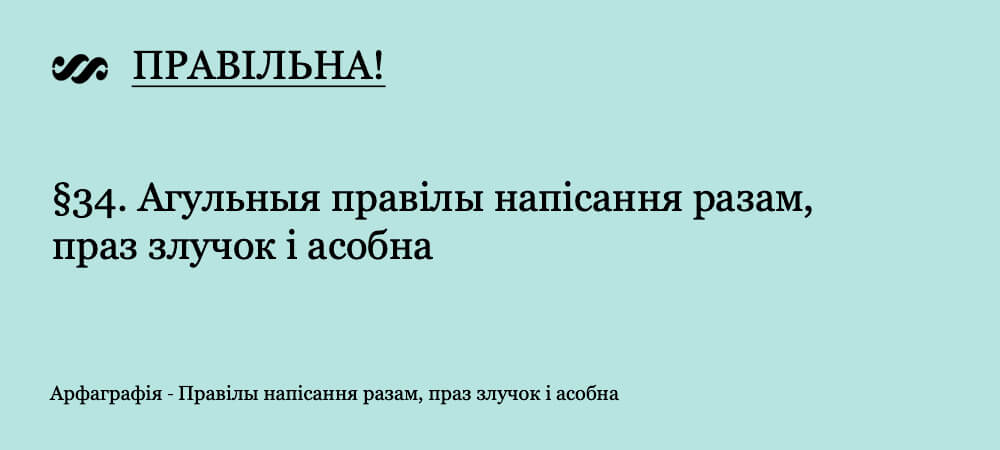 ПРАВІЛЬНА!
§34. Агульныя правілы напісання разам,
праз злучок і асобна
Арфаграфія - Правілы напісання разам, праз злучок і асобна